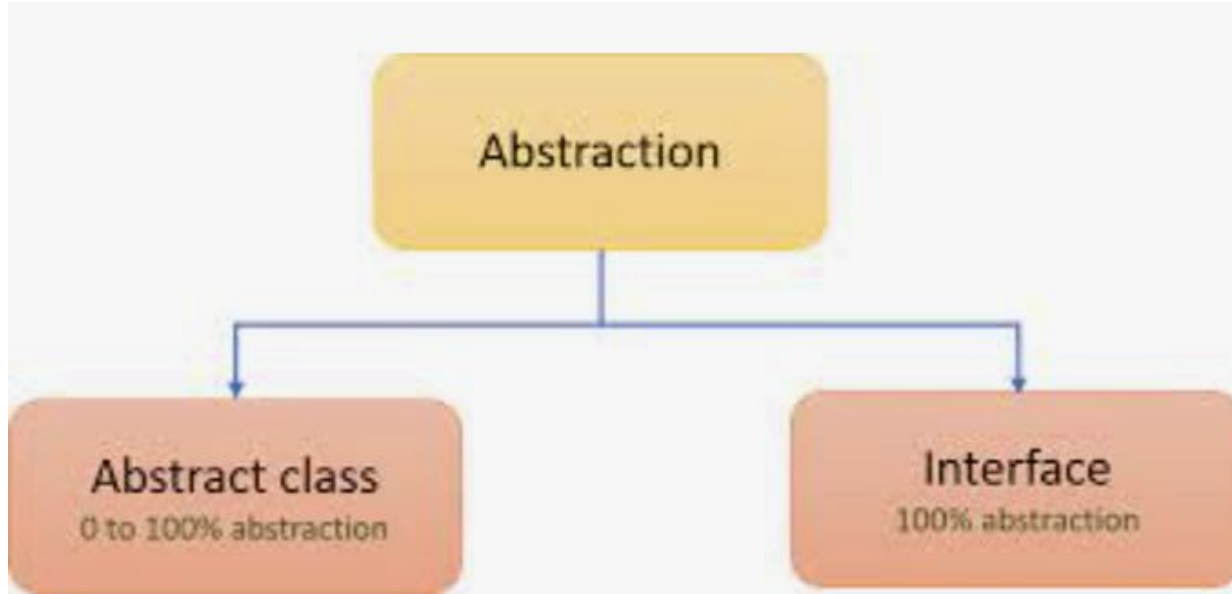 Abstraction
Abstract class
0 to 100% abstraction
Interface
100% abstraction